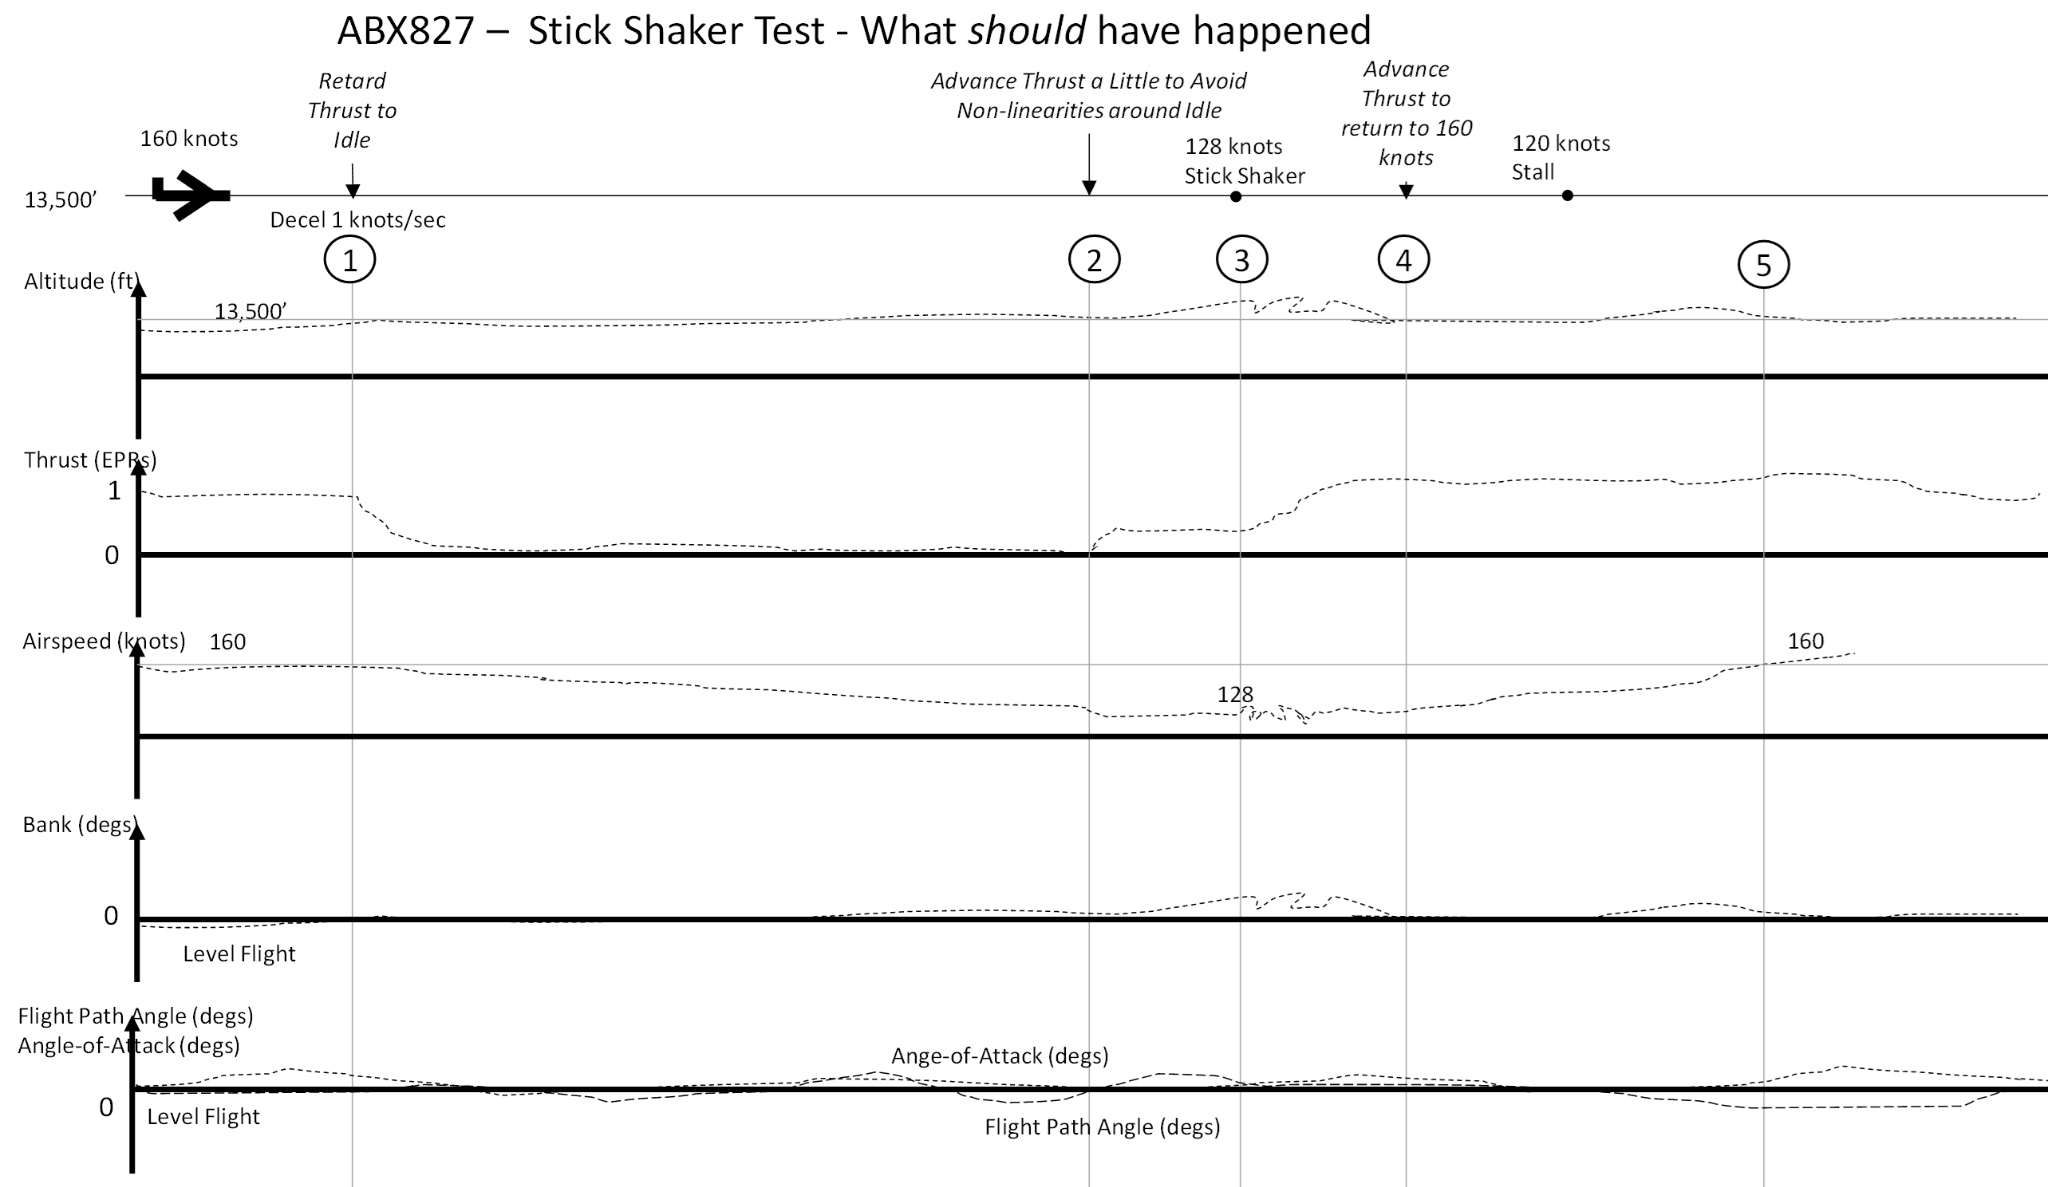 ABX827 – Stick Shaker Test - What should have happened
Retard
Thrust to
Idle
Advance Thrust a Little to Avoid
Non-linearities around Idle
Advance
Thrust to
return to 160
knots
160 knots
128 knots
Stick Shaker
120 knots
Stall
13,500’
Decel 1 knots/sec
1
2
3
4
5
Altitude (ft)
13,500’
Thrust (EPRs)
1
0
Airspeed (knots)
160
128
160
Bank (degs)
0
Level Flight
Flight Path Angle (degs)
Angle-of-Attack (degs)
Ange-of-Attack (degs)
0
Level Flight
Flight Path Angle (degs)